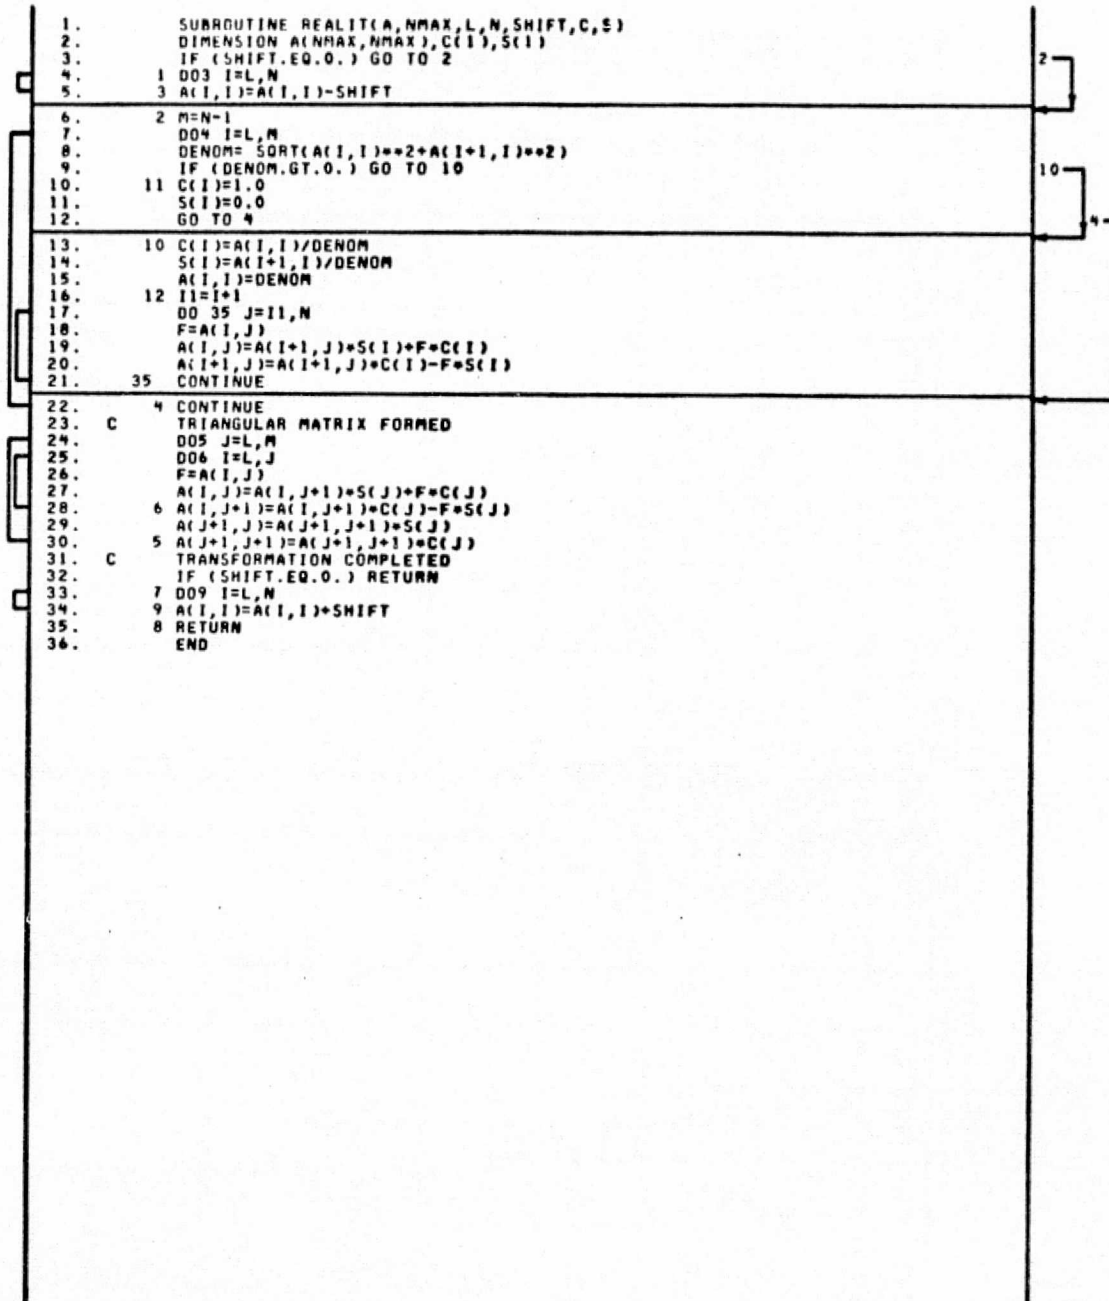 1. SUBROUTINE REALIT(A,NMAX,L,N,SHIFT,C,S)
2. DIMENSION A(NMAX,NMAX),C(1),S(1)
3. IF (SHIFT.EQ.0.) GO TO 2
4. 1 DO3 I=L,N
5. 3 A(I,I)=A(I,I)-SHIFT
6. 2 M=N-1
7. DO4 I=L,M
8. DENOM= SQRT(A(I,I)**2+A(I+1,I)**2)
9. IF (DENOM.GT.0.) GO TO 10
10. 11 C(I)=1.0
11. S(I)=0.0
12. GO TO 4
13. 10 C(I)=A(I,I)/DENOM
14. S(I)=A(I+1,I)/DENOM
15. A(I,I)=DENOM
16. 12 I1=I+1
17. DO 35 J=I1,N
18. F=A(I,J)
19. A(I,J)=A(I+1,J)*S(I)+F*C(I)
20. A(I+1,J)=A(I+1,J)*C(I)-F*S(I)
21. 35 CONTINUE
22. 4 CONTINUE
23. C TRIANGULAR MATRIX FORMED
24. DO5 J=L,M
25. DO6 I=L,J
26. F=A(I,J)
27. A(I,J)=A(I,J+1)*S(J)+F*C(J)
28. 6 A(I,J+1)=A(I,J+1)*C(J)-F*S(J)
29. A(J+1,J)=A(J+1,J+1)*S(J)
30. 5 A(J+1,J+1)=A(J+1,J+1)*C(J)
31. C TRANSFORMATION COMPLETED
32. IF (SHIFT.EQ.0.) RETURN
33. 7 DO9 I=L,N
34. 9 A(I,I)=A(I,I)+SHIFT
35. 8 RETURN
36. END
2
10
4